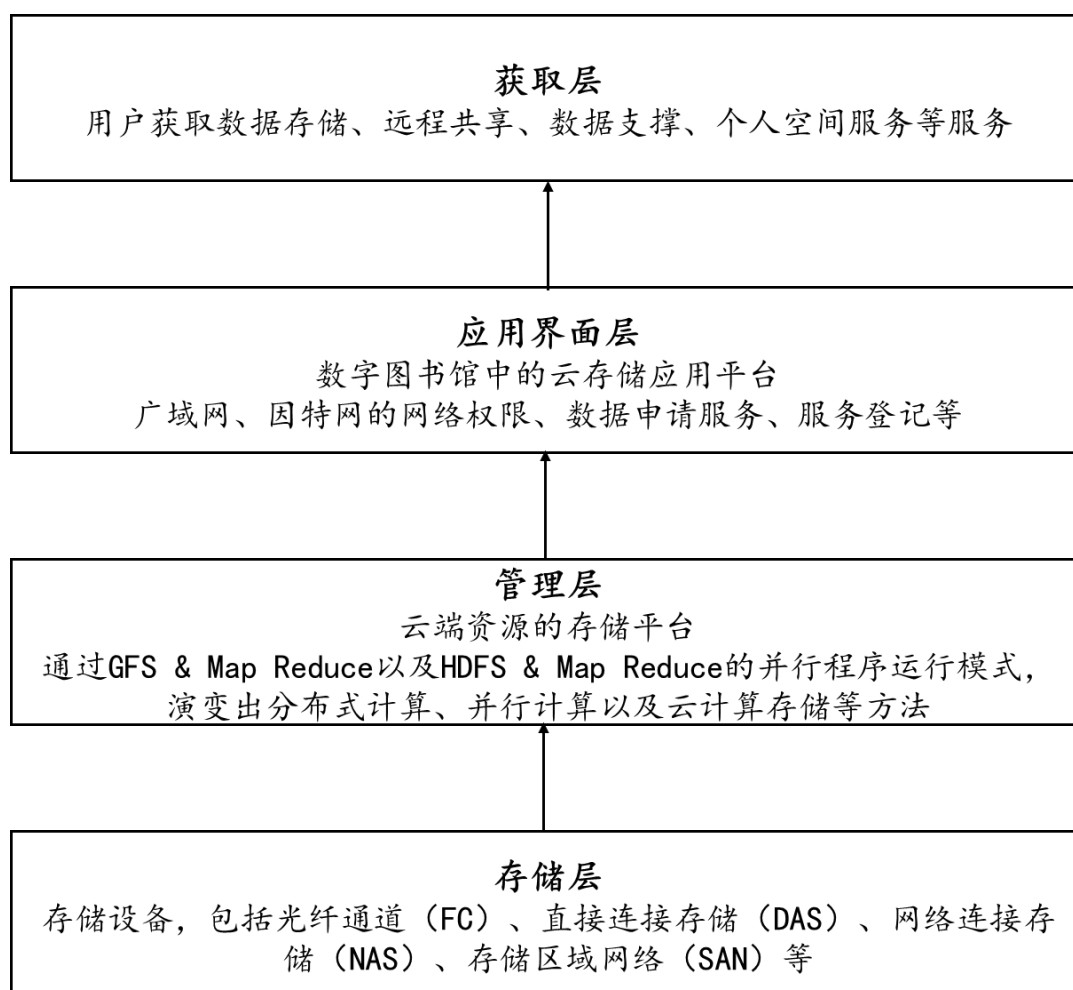 获取层
用户获取数据存储、远程共享、数据支撑、个人空间服务等服务
应用界面层
数字图书馆中的云存储应用平台
广域网、因特网的网络权限、数据申请服务、服务登记等
管理层
云端资源的存储平台
通过GFS & Map Reduce以及HDFS & Map Reduce的并行程序运行模式，
演变出分布式计算、并行计算以及云计算存储等方法
存储层
存储设备，包括光纤通道（FC）、直接连接存储（DAS）、网络连接存
储（NAS）、存储区域网络（SAN）等